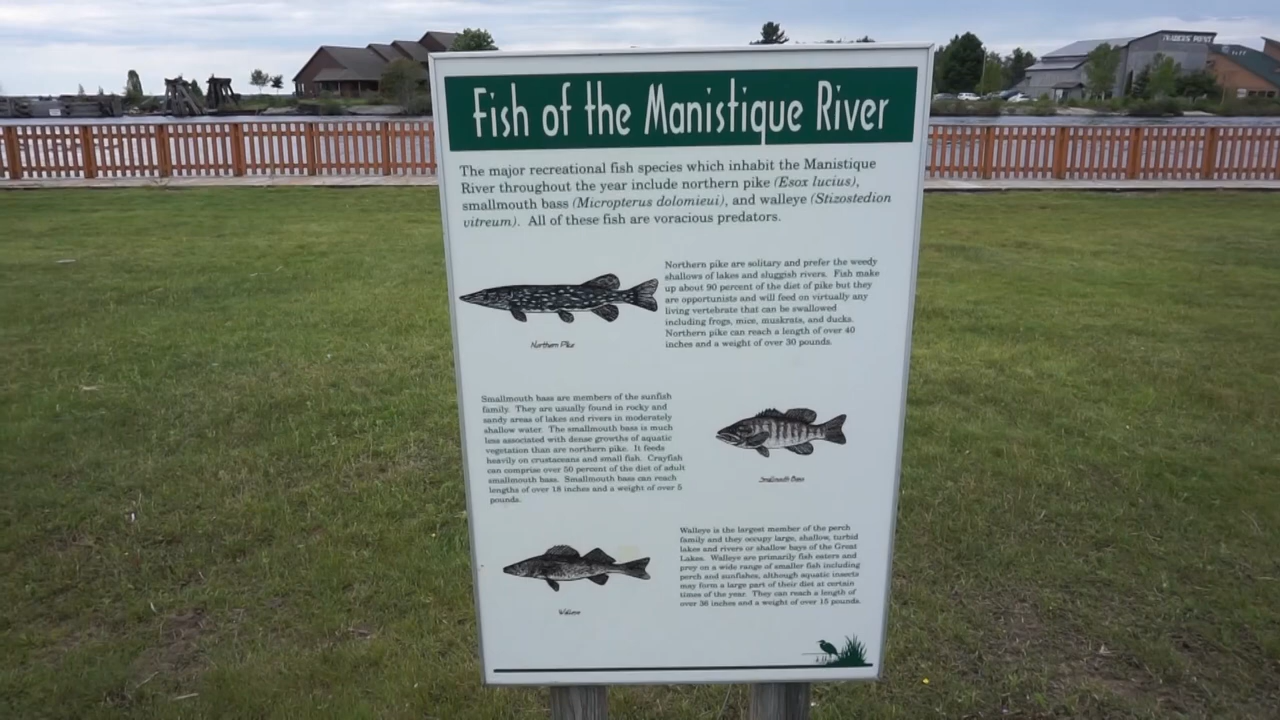 Fish of the Manistique River
The major recreational fish species which inhabit the Manistique
River throughout the year include northern pike (Esox lucius),
smallmouth bass (Micropterus dolomieui), and walleye (Stizostedion
vitreum). All of these fish are voracious predators.
Northern pike are solitary and prefer the weedy
shallows of lakes and sluggish rivers. Fish make
up about 90 percent of the diet of pike but they
are opportunists and will feed on virtually any
living vertebrate that can be swallowed
including frogs, mice, muskrats, and ducks.
Northern pike can reach a length of over 40
inches and a weight of over 30 pounds.
Northern Pike
Smallmouth bass are members of the sunfish
family. They are usually found in rocky and
sandy areas of lakes and rivers in moderately
shallow water. The smallmouth bass is much
less associated with dense growths of aquatic
vegetation than are northern pike. It feeds
heavily on crustaceans and small fish. Crayfish
can comprise over 50 percent of the diet of adult
smallmouth bass. Smallmouth bass can reach
lengths of over 18 inches and a weight of over 5
pounds.
Smallmouth Bass
Walleye is the largest member of the perch
family and they occupy large, shallow, turbid
lakes and rivers or shallow bays of the Great
Lakes. Walleye are primarily fish eaters and
prey on a wide range of smaller fish including
perch and sunfishes, although aquatic insects
may form a large part of their diet at certain
times of the year. They can reach a length of
over 36 inches and a weight of over 15 pounds.
Walleye